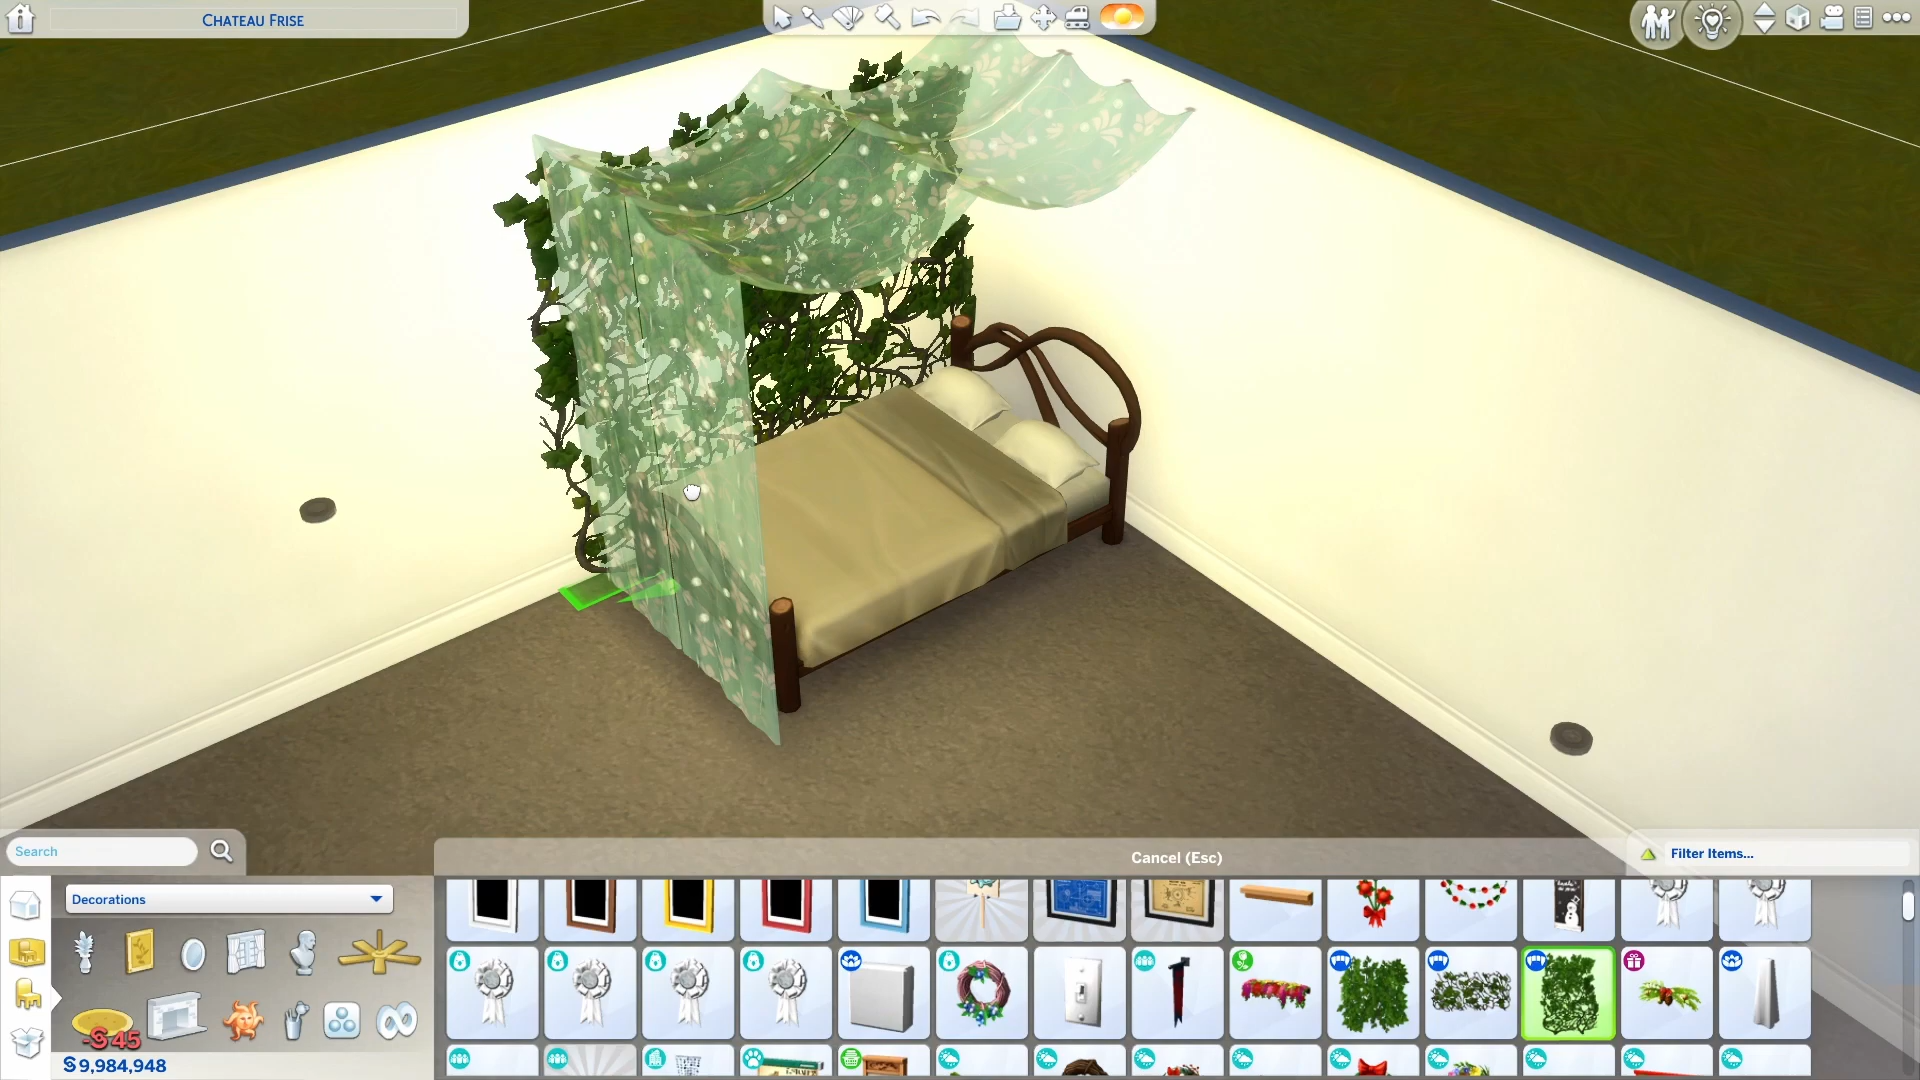 CHATEAU FRISE
Search
Cancel (Esc)
Filter Items...
Decorations
-§45
§9,984,948